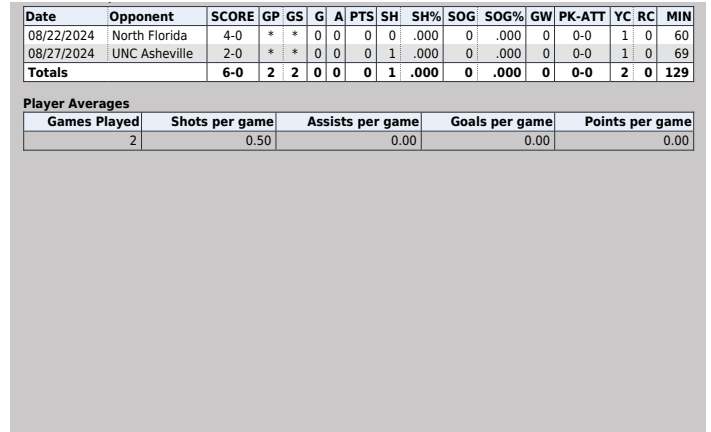 Date Opponent SCORE GP GS G A PTS SH SH% SOG SOG% GW PK-ATT YC RC MIN
08/22/2024 North Florida 4-0 * * 0 0 0 0 .000 0 .000 0 0-0 1 0 60
08/27/2024 UNC Asheville 2-0 * * 0 0 0 1 .000 0 .000 0 0-0 1 0 69
Totals 6-0 2 2 0 0 0 1 .000 0 .000 0 0-0 2 0 129
Player Averages
Games Played Shots per game Assists per game Goals per game Points per game
2 0.50 0.00 0.00 0.00